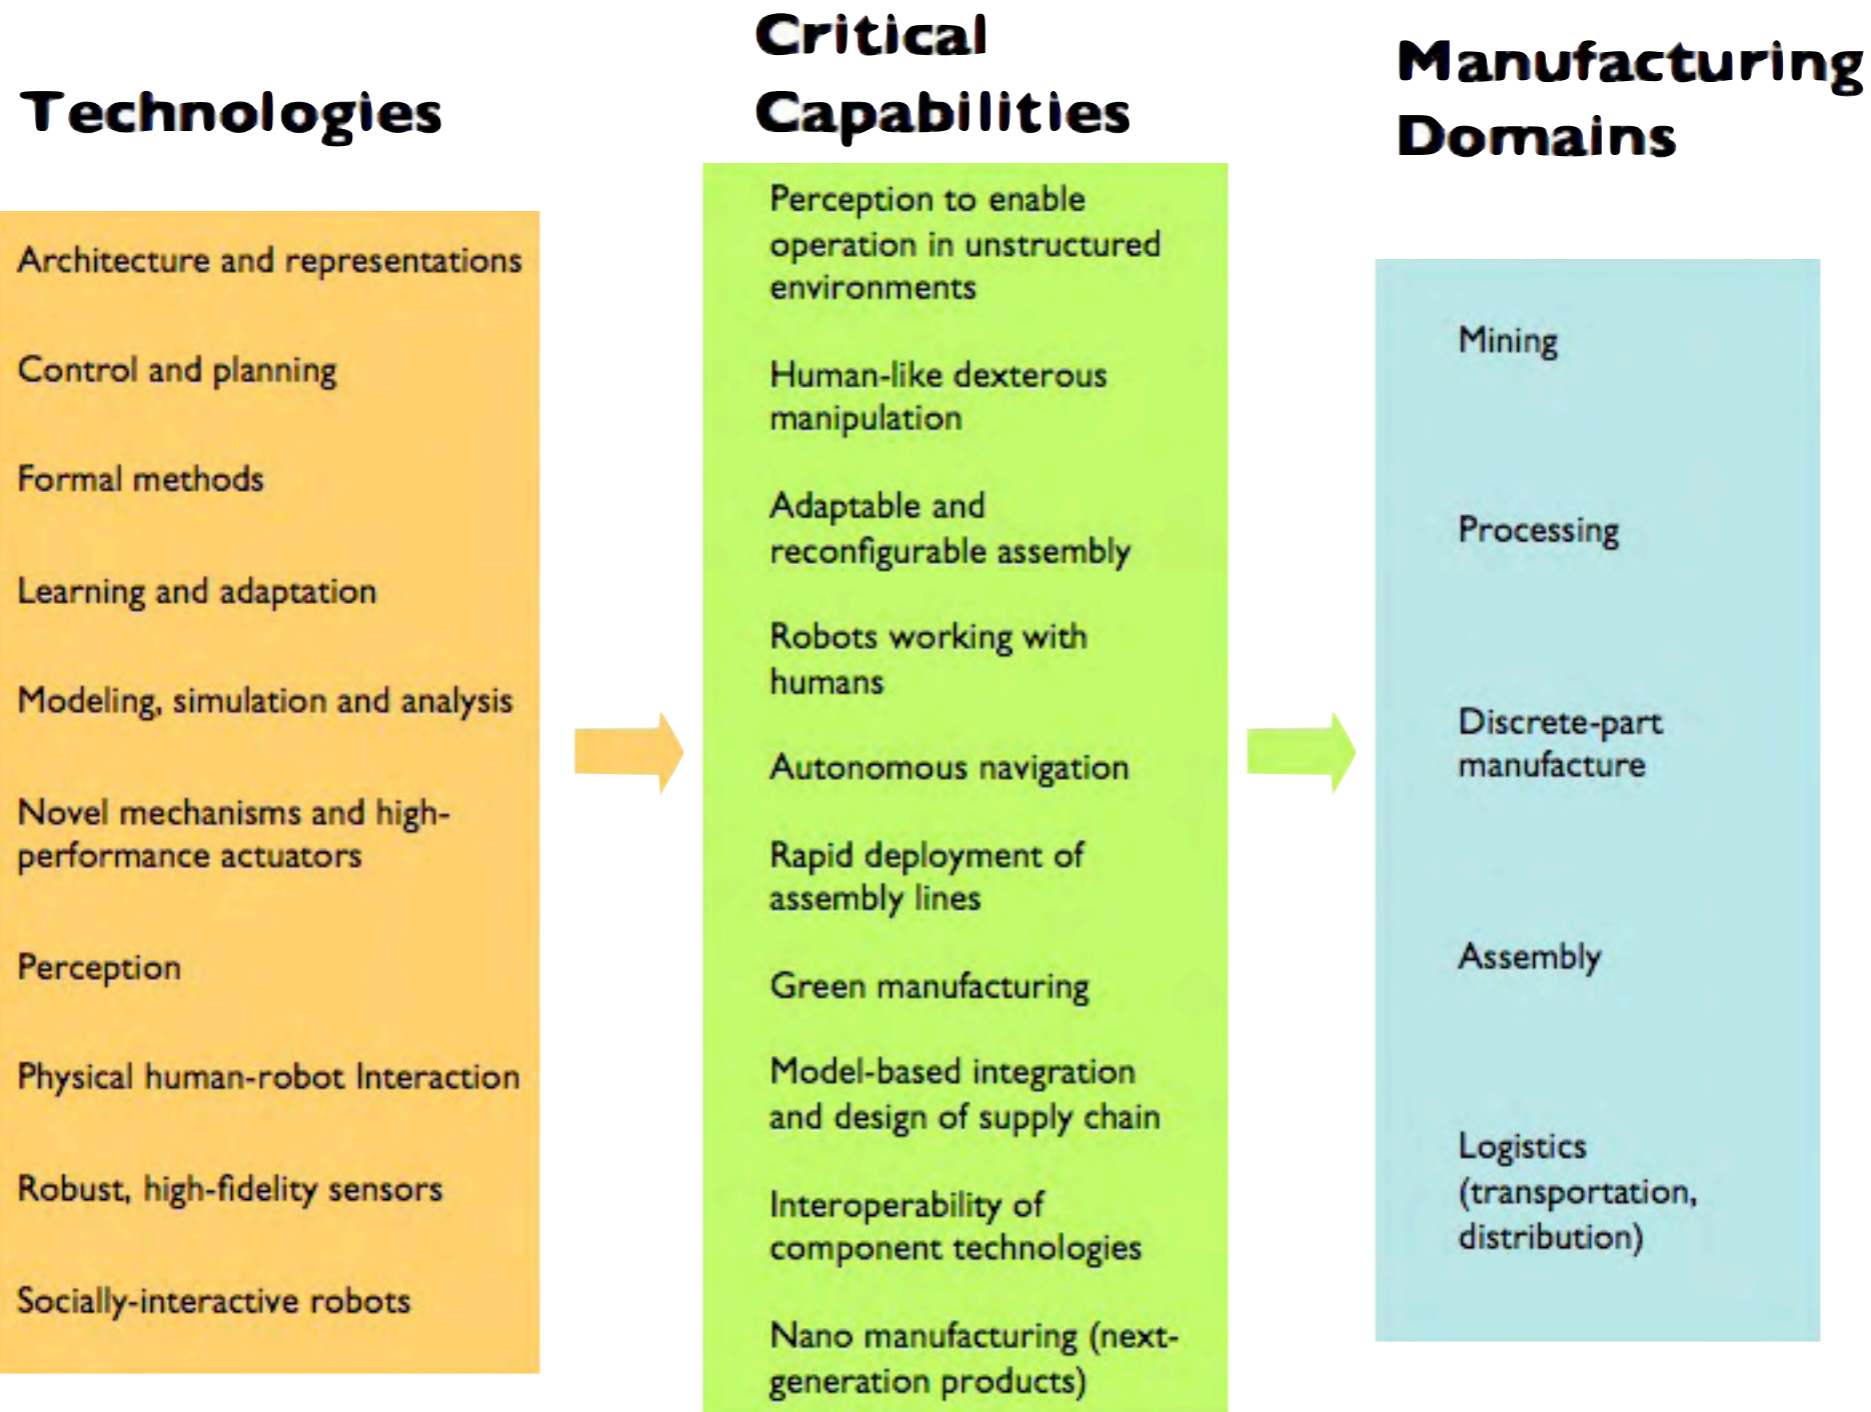 Technologies
Architecture and representations
Control and planning
Formal methods
Learning and adaptation
Modeling, simulation and analysis
Novel mechanisms and high-
performance actuators
Perception
Physical human-robot Interaction
Robust, high-fidelity sensors
Socially-interactive robots
Critical
Capabilities
Perception to enable
operation in unstructured
environments
Human-like dexterous
manipulation
Adaptable and
reconfigurable assembly
Robots working with
humans
Autonomous navigation
Rapid deployment of
assembly lines
Green manufacturing
Model-based integration
and design of supply chain
Interoperability of
component technologies
Nano manufacturing (next-
generation products)
Manufacturing
Domains
Mining
Processing
Discrete-part
manufacture
Assembly
Logistics
(transportation,
distribution)